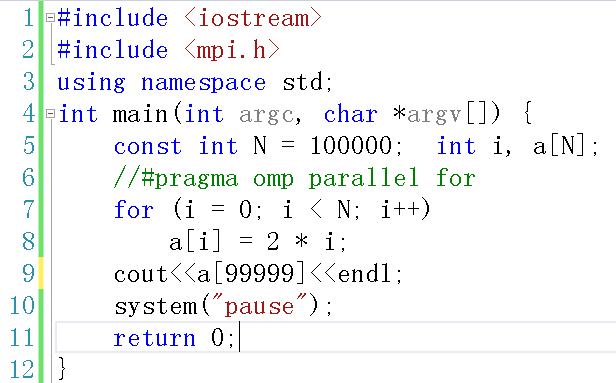 1 #include <iostream>
2 #include <mpi.h>
3 using namespace std;
4 int main(int argc, char *argv[]) {
5     const int N = 100000;  int i, a[N];
6     //#pragma omp parallel for
7     for (i = 0; i < N; i++)
8         a[i] = 2 * i;
9     cout<<a[99999]<<endl;
10     system("pause");
11     return 0;
12 }